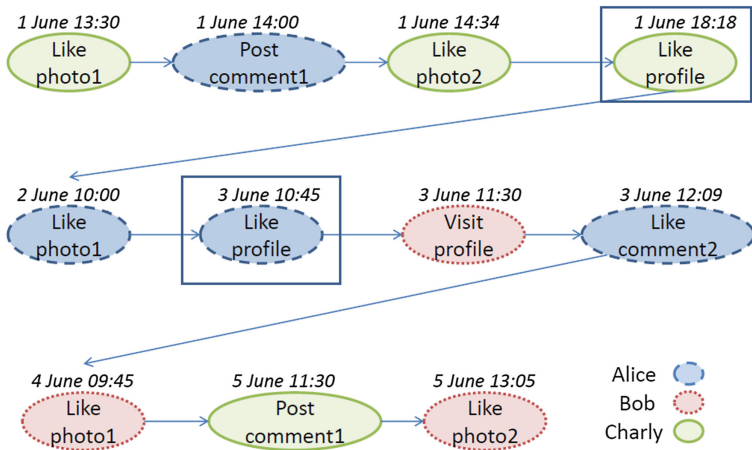 1 June 13:30 1 June 14:00 1 June 14:34 1 June 18:18
Like Post Like Like
photo1 comment1 photo2 profile
2 June 10:00 3 June 10:45 3 June 11:30 3 June 12:09
Like Like Visit Like
photo1 profile profile comment2
4 June 09:45 5 June 11:30 5 June 13:05
Like Post Like
photo1 comment1 photo2
Alice
Bob
Charly